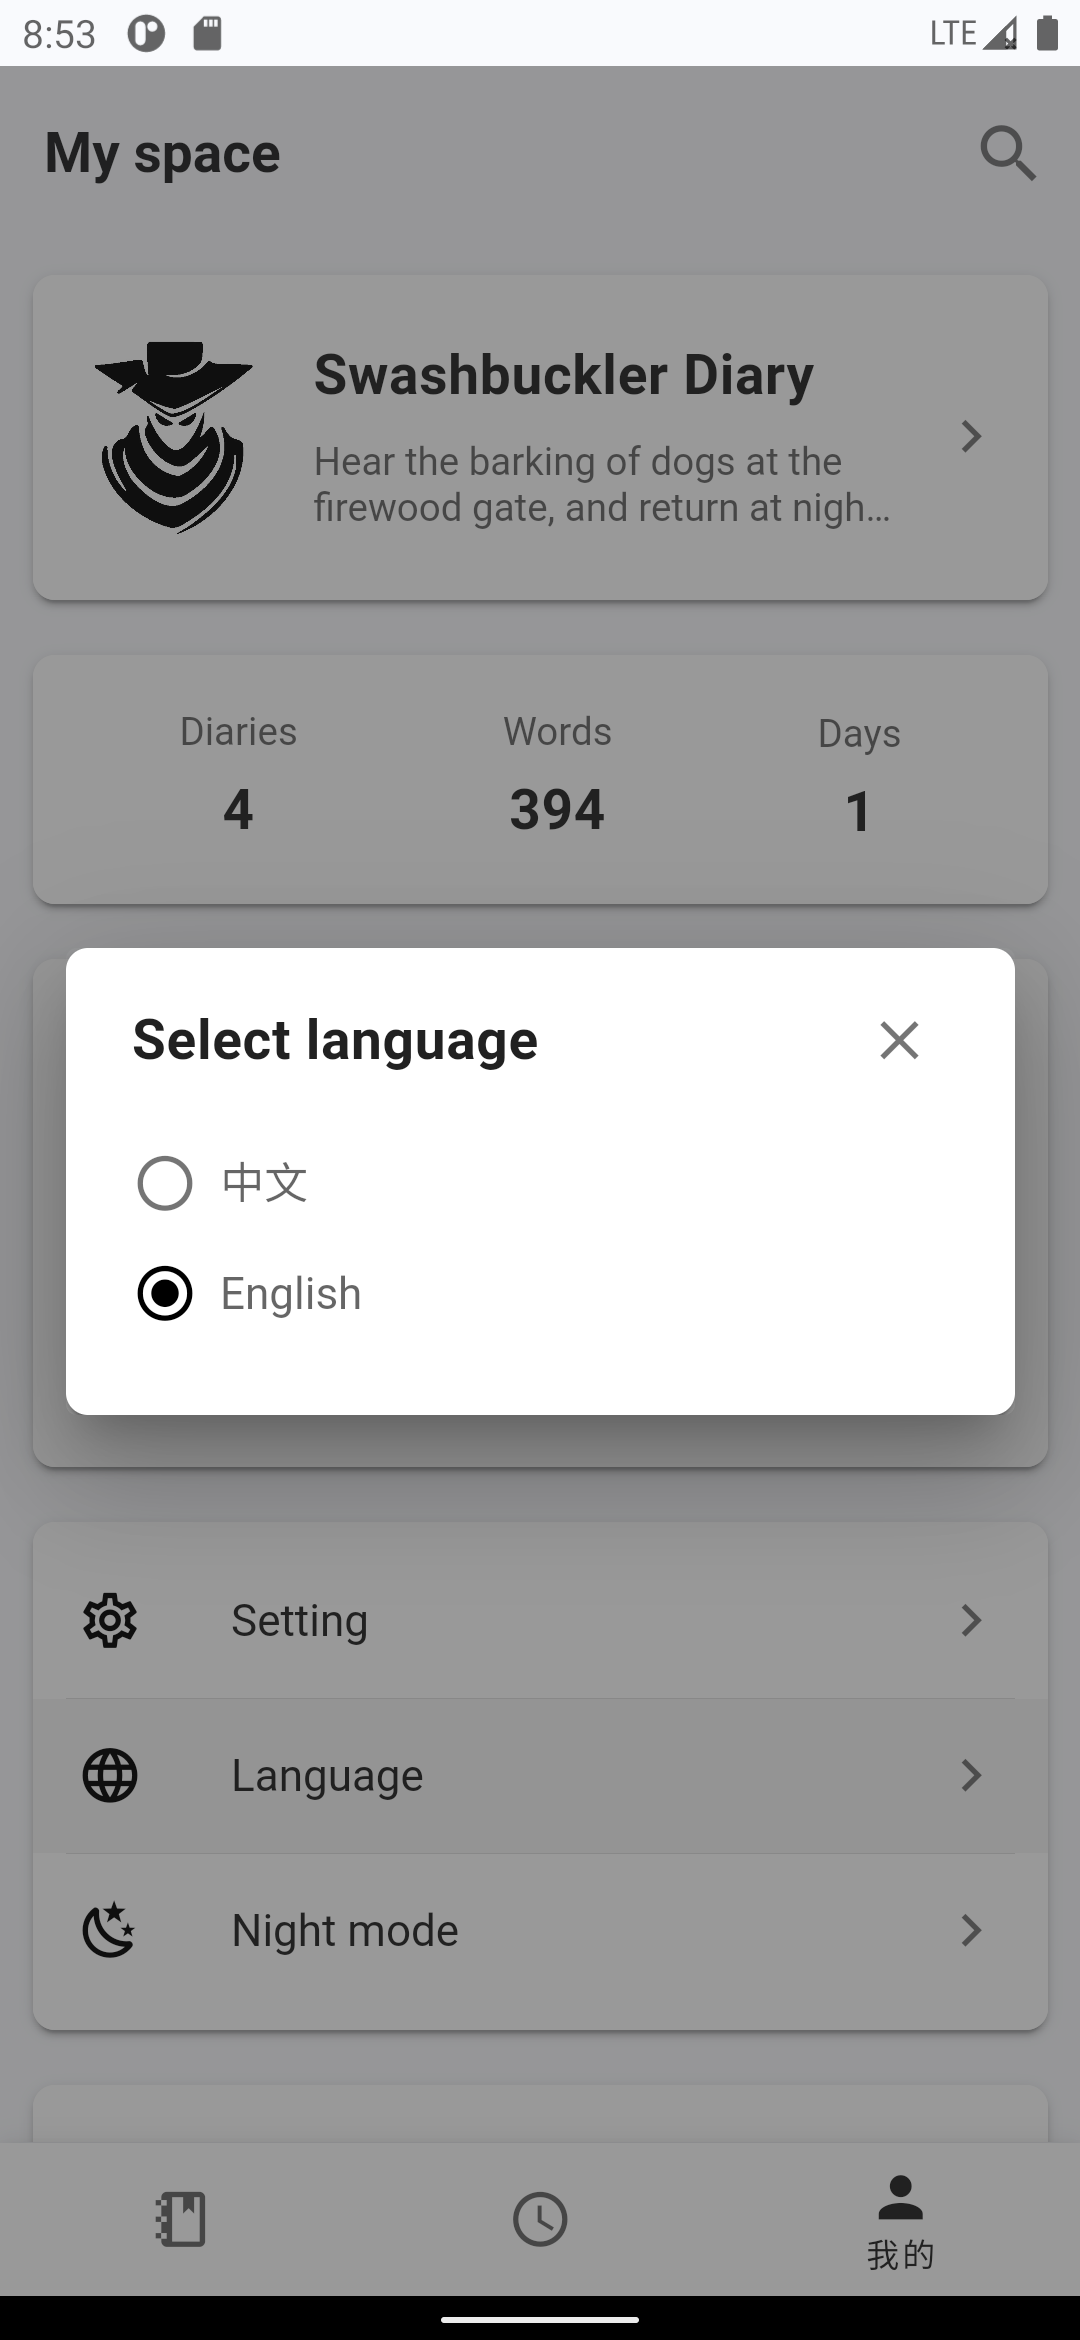 8:53
LTE
My space
Swashbuckler Diary
Hear the barking of dogs at the
firewood gate, and return at nigh...
Diaries
Words
Days
4
394
1
Select language
中文
English
Setting
Language
Night mode
我的